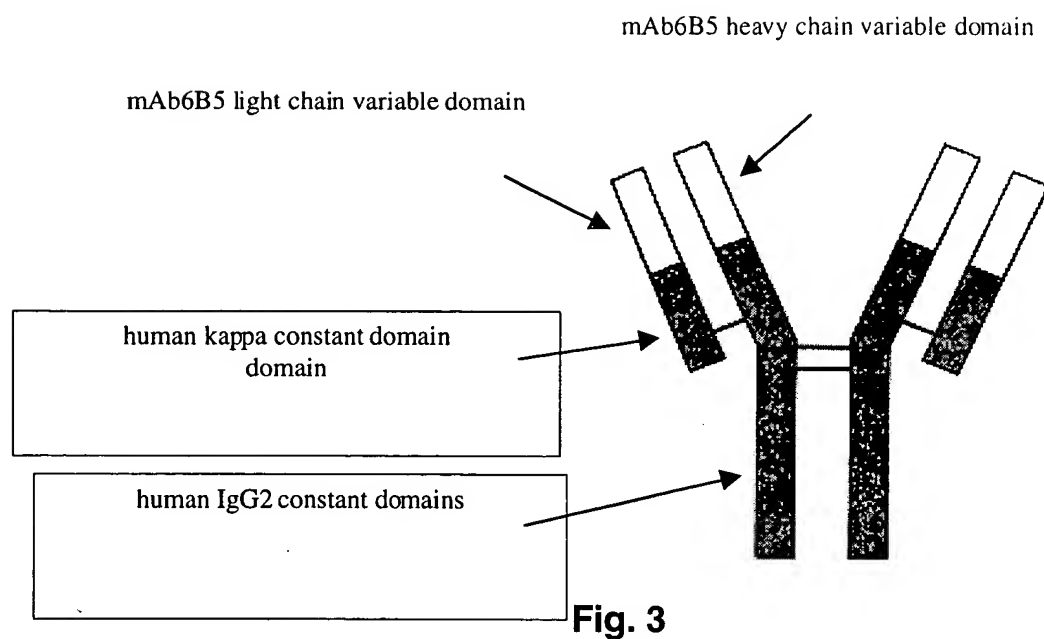 mAb6B5 heavy chain variable domain
mAb6B5 light chain variable domain
human kappa constant domain
domain
human IgG2 constant domains
Fig. 3